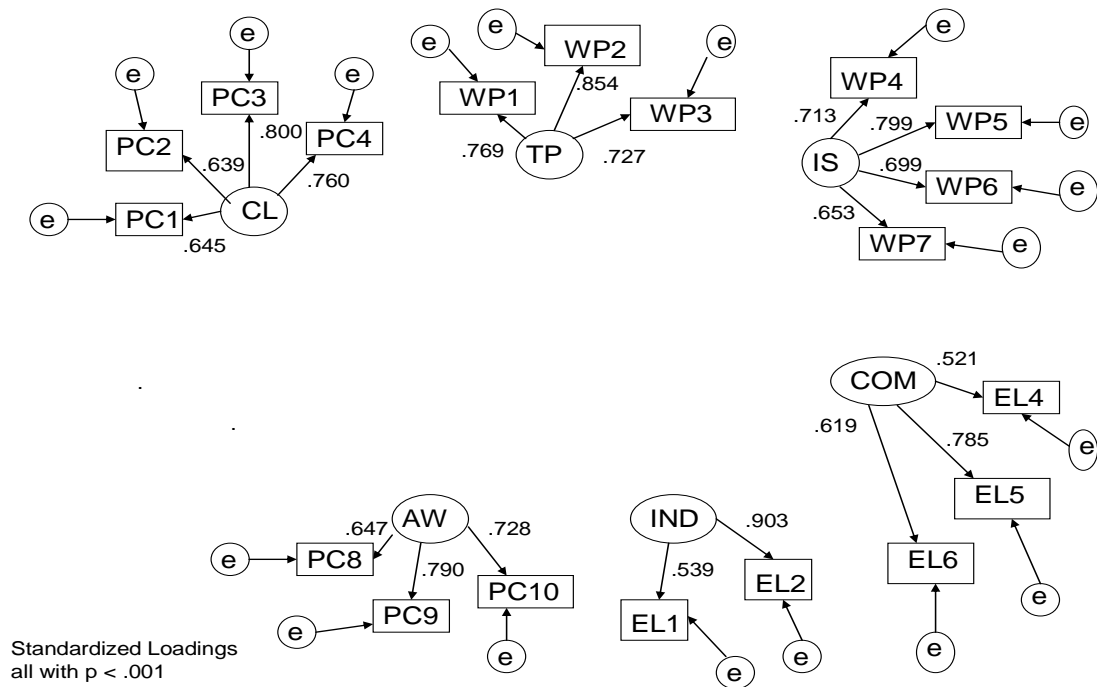 e
e
PC3
e
PC2
PC4
.800
.639
.760
e
PC1
CL
.645
e
e
WP2
e
WP1
.854
WP3
.769
TP
.727
e
WP4
.713
.799
WP5
e
IS
.699
WP6
e
.653
WP7
e
COM
.521
EL4
.619
.785
e
EL5
EL6
e
e
AW
.647
.728
e
PC8
.790
PC10
e
PC9
e
IND
.903
.539
EL2
EL1
e
e
Standardized Loadings
all with p < .001